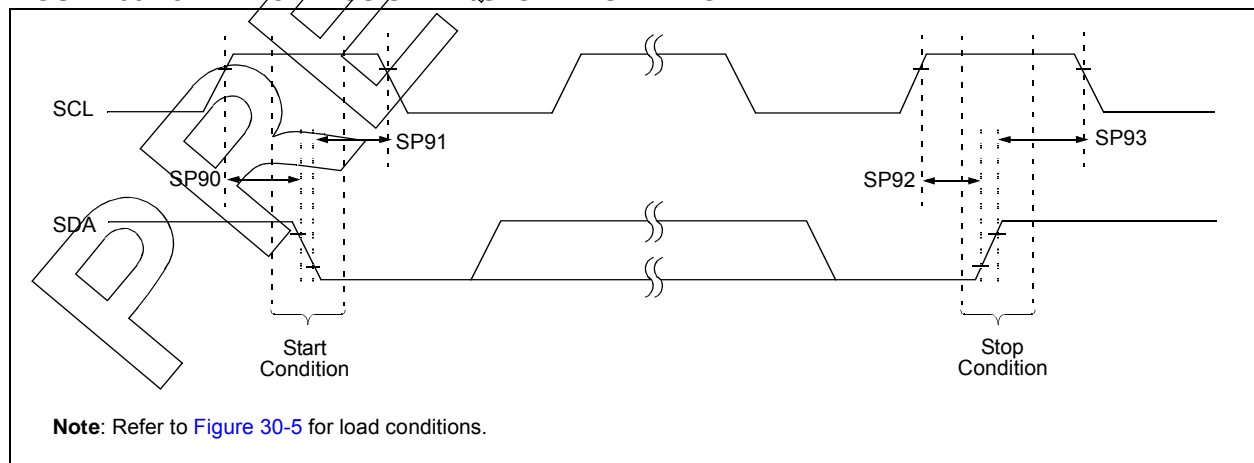 SCL
SP91
SP93
SP90
SP92
SDA
Start
Condition
Stop
Condition
Note: Refer to Figure 30-5 for load conditions.